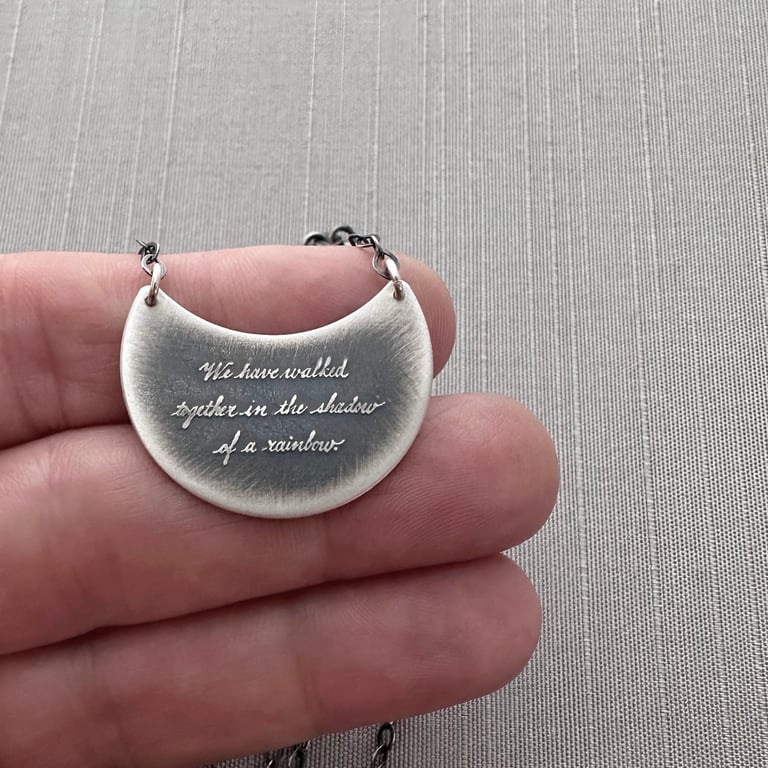 We have walked
together in the shadow
of a rainbow.